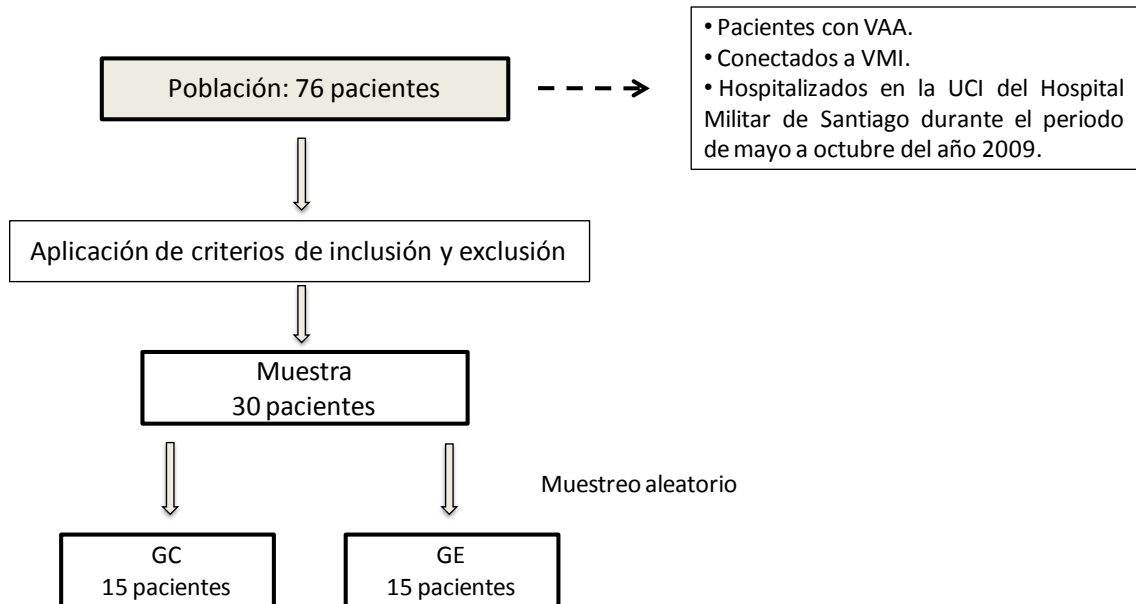 Población: 76 pacientes
• Pacientes con VAA.
• Conectados a VMI.
• Hospitalizados en la UCI del Hospital
Militar de Santiago durante el periodo
de mayo a octubre del año 2009.
Aplicación de criterios de inclusión y exclusión
Muestra
30 pacientes
Muestreo aleatorio
GC
15 pacientes
GE
15 pacientes